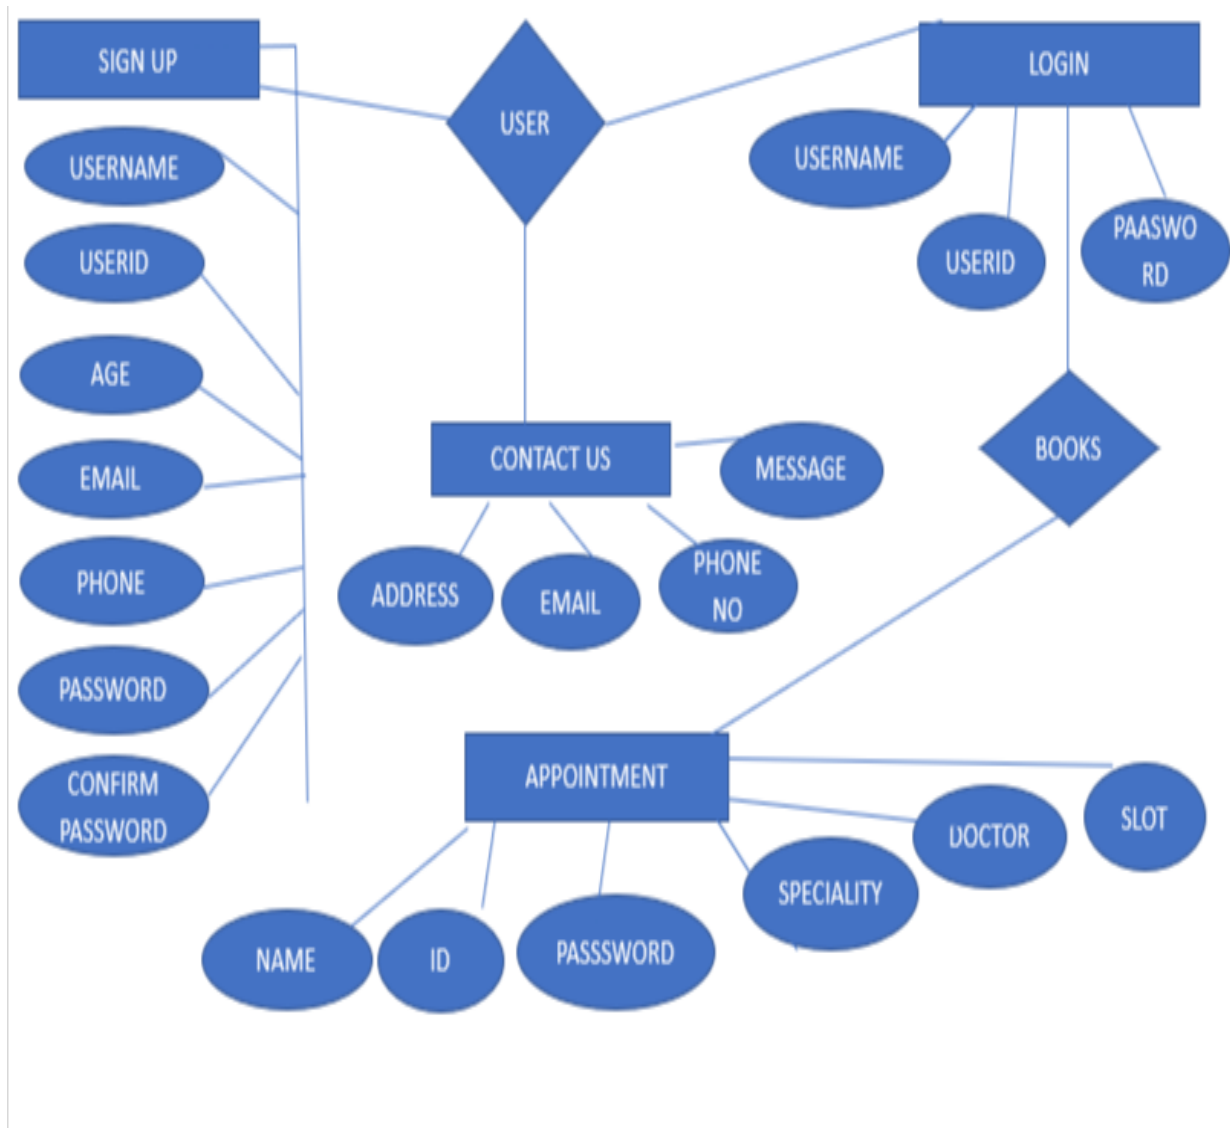 SIGN UP
USER
LOGIN
USERNAME
USERID
AGE
EMAIL
PHONE
PASSWORD
CONFIRM
PASSWORD
USERNAME
USERID
PAASWO
RD
CONTACT US
MESSAGE
ADDRESS
EMAIL
PHONE
NO
BOOKS
APPOINTMENT
NAME
ID
PASSSWORD
SPECIALITY
DOCTOR
SLOT